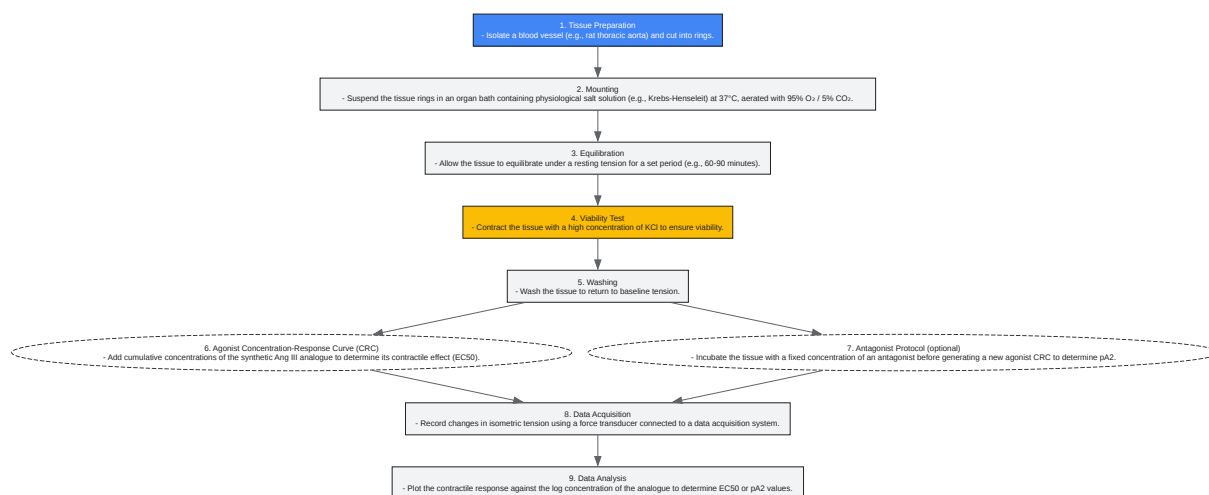 1. Tissue Preparation
- Isolate a blood vessel (e.g., rat thoracic aorta) and cut into rings.
2. Mounting
- Suspend the tissue rings in an organ bath containing physiological salt solution (e.g., Krebs-Henseleit) at 37°C, aerated with 95% O₂ / 5% CO₂.
3. Equilibration
- Allow the tissue to equilibrate under a resting tension for a set period (e.g., 60-90 minutes).
4. Viability Test
- Contract the tissue with a high concentration of KCl to ensure viability.
5. Washing
- Wash the tissue to return to baseline tension.
6. Agonist Concentration-Response Curve (CRC)
- Add cumulative concentrations of the synthetic Ang III analogue to determine its contractile effect (EC50).
7. Antagonist Protocol (optional)
- Incubate the tissue with a fixed concentration of an antagonist before generating a new agonist CRC to determine pA2.
8. Data Acquisition
- Record changes in isometric tension using a force transducer connected to a data acquisition system.
9. Data Analysis
- Plot the contractile response against the log concentration of the analogue to determine EC50 or pA2 values.